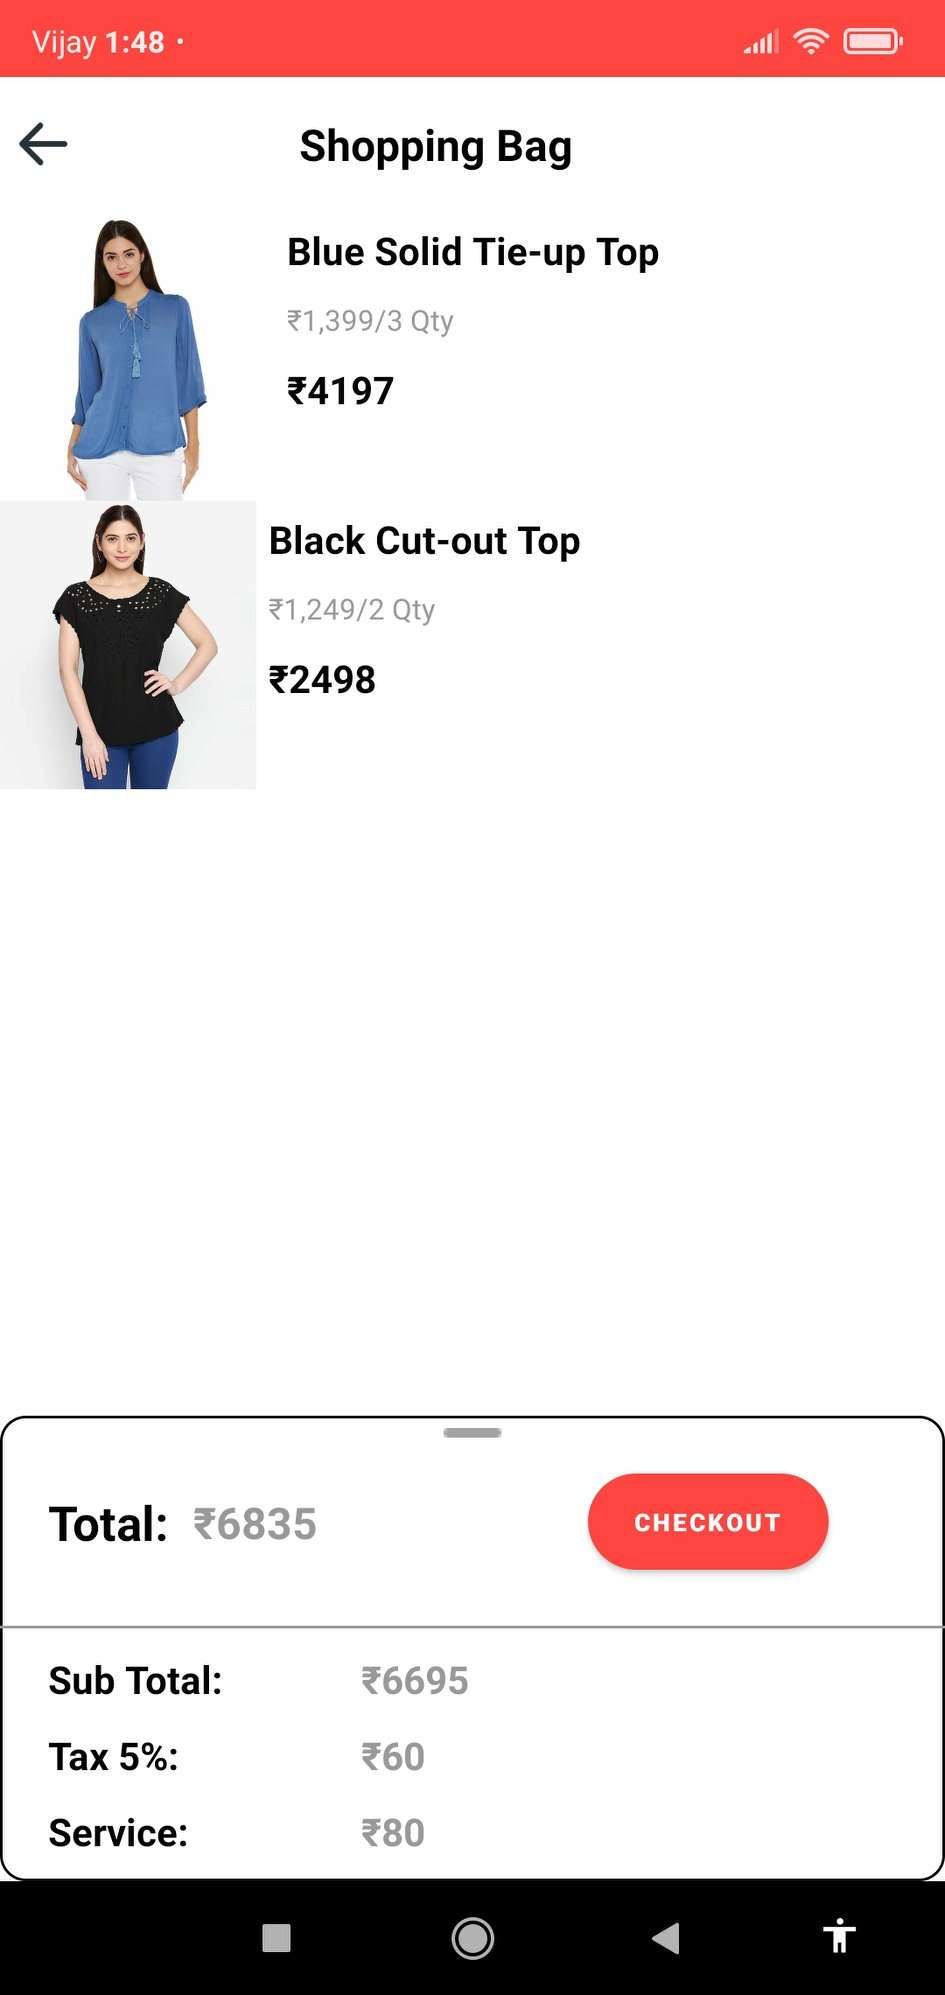 Vijay 1:48 •
Shopping Bag
Blue Solid Tie-up Top
₹1,399/3 Qty
₹4197
Black Cut-out Top
₹1,249/2 Qty
₹2498
Total: ₹6835
CHECKOUT
Sub Total: ₹6695
Tax 5%: ₹60
Service: ₹80